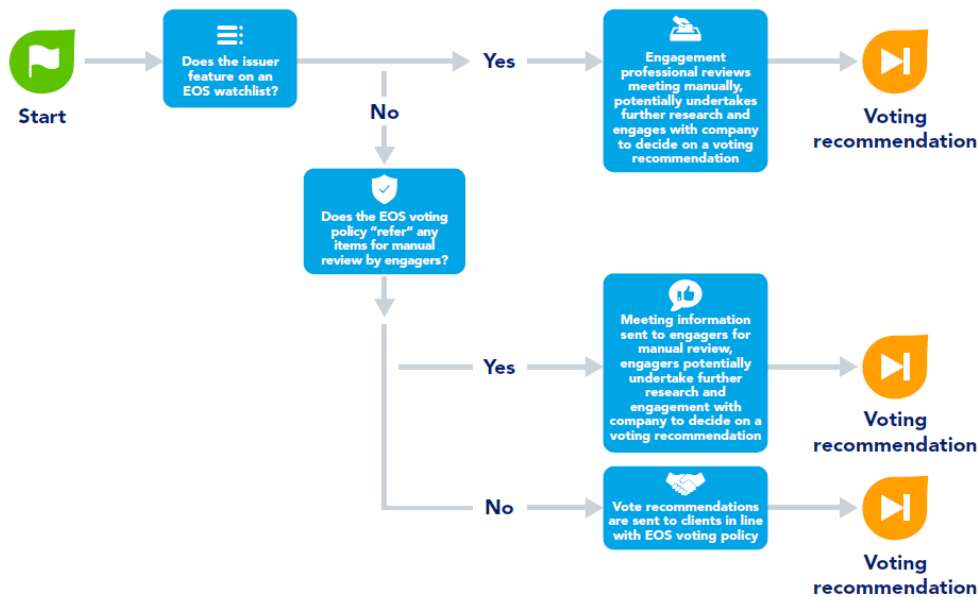 Start
Does the issuer
feature on an
EOS watchlist?
Yes
Engagement
professional reviews
meeting manually,
potentially undertakes
further research and
engages with company
to decide on a voting
recommendation
Voting
recommendation
No
Does the EOS voting
policy “refer” any
items for manual
review by engagers?
Yes
Meeting information
sent to engagers for
manual review,
engagers potentially
undertake further
research and
engagement with
company to decide on a
voting recommendation
Voting
recommendation
No
Vote recommendations
are sent to clients in line
with EOS voting policy
Voting
recommendation